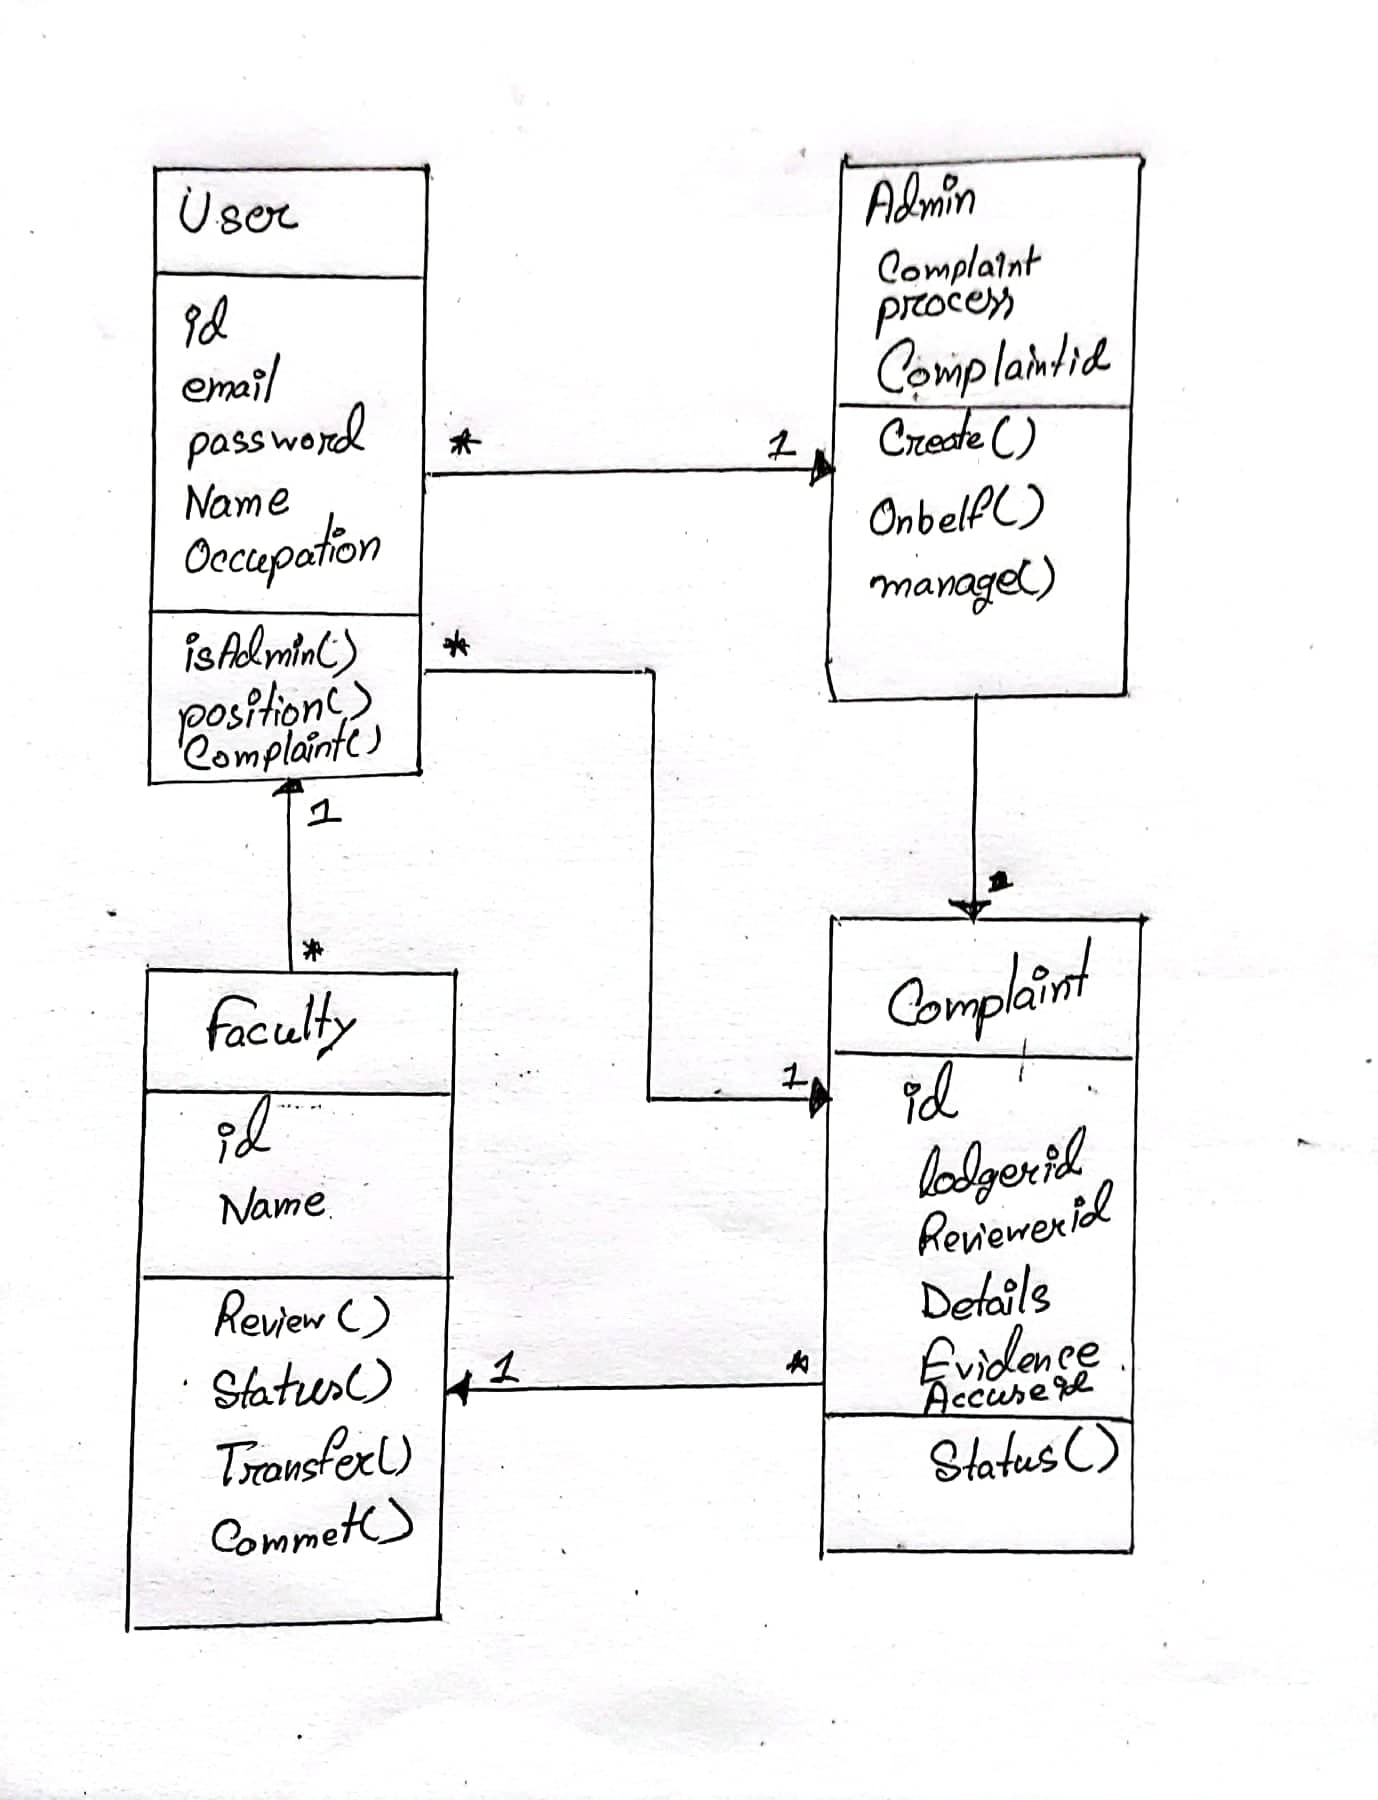 User
id
email
password
Name
Occupation
isAdmin()
position()
Complaint()
Admin
Complaint
process
Complaintid
Create()
Onbelf()
manage()
*
1
*
1
*
1
Faculty
id
Name
Review()
Status()
Transfer()
Commet()
Complaint
id
lodgerid
Reviewerid
Details
Evidence
Accuseid
Status()
1
*